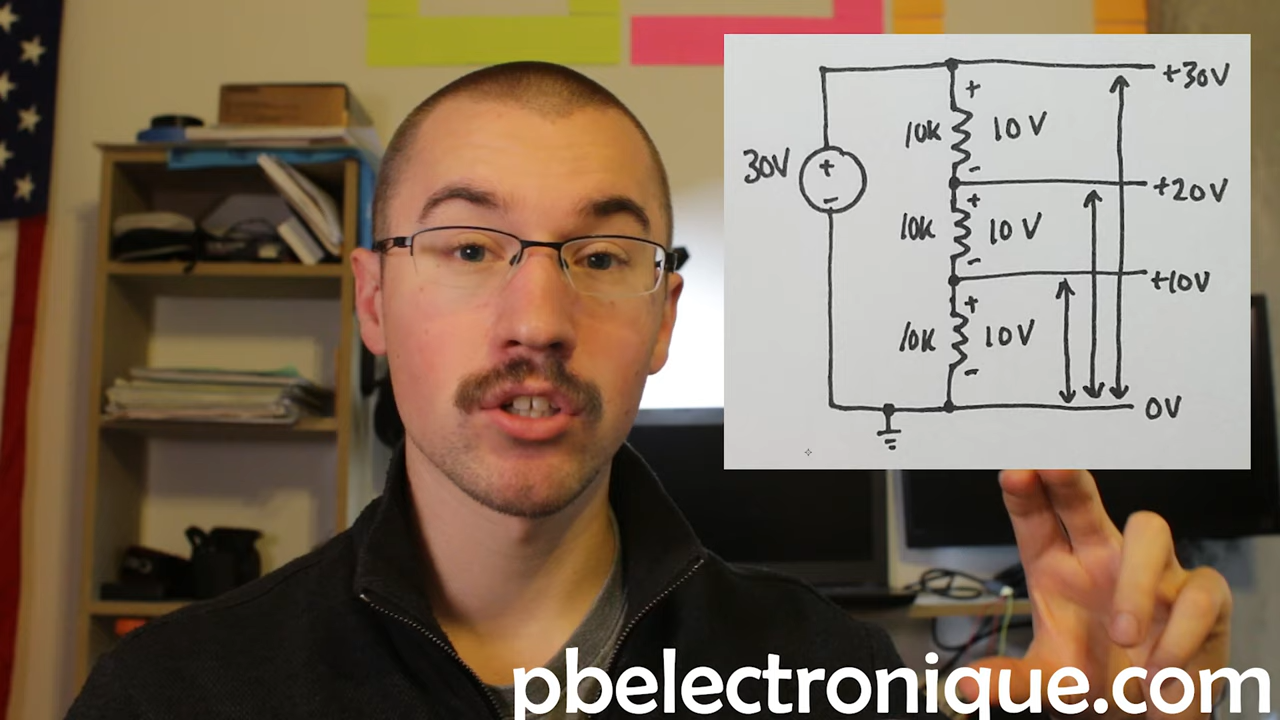 +30V
+
10k 10V
30V
+
-
-
+20V
+
10k 10V
-
+10V
+
10k 10V
-
0V
pbelectronique.com